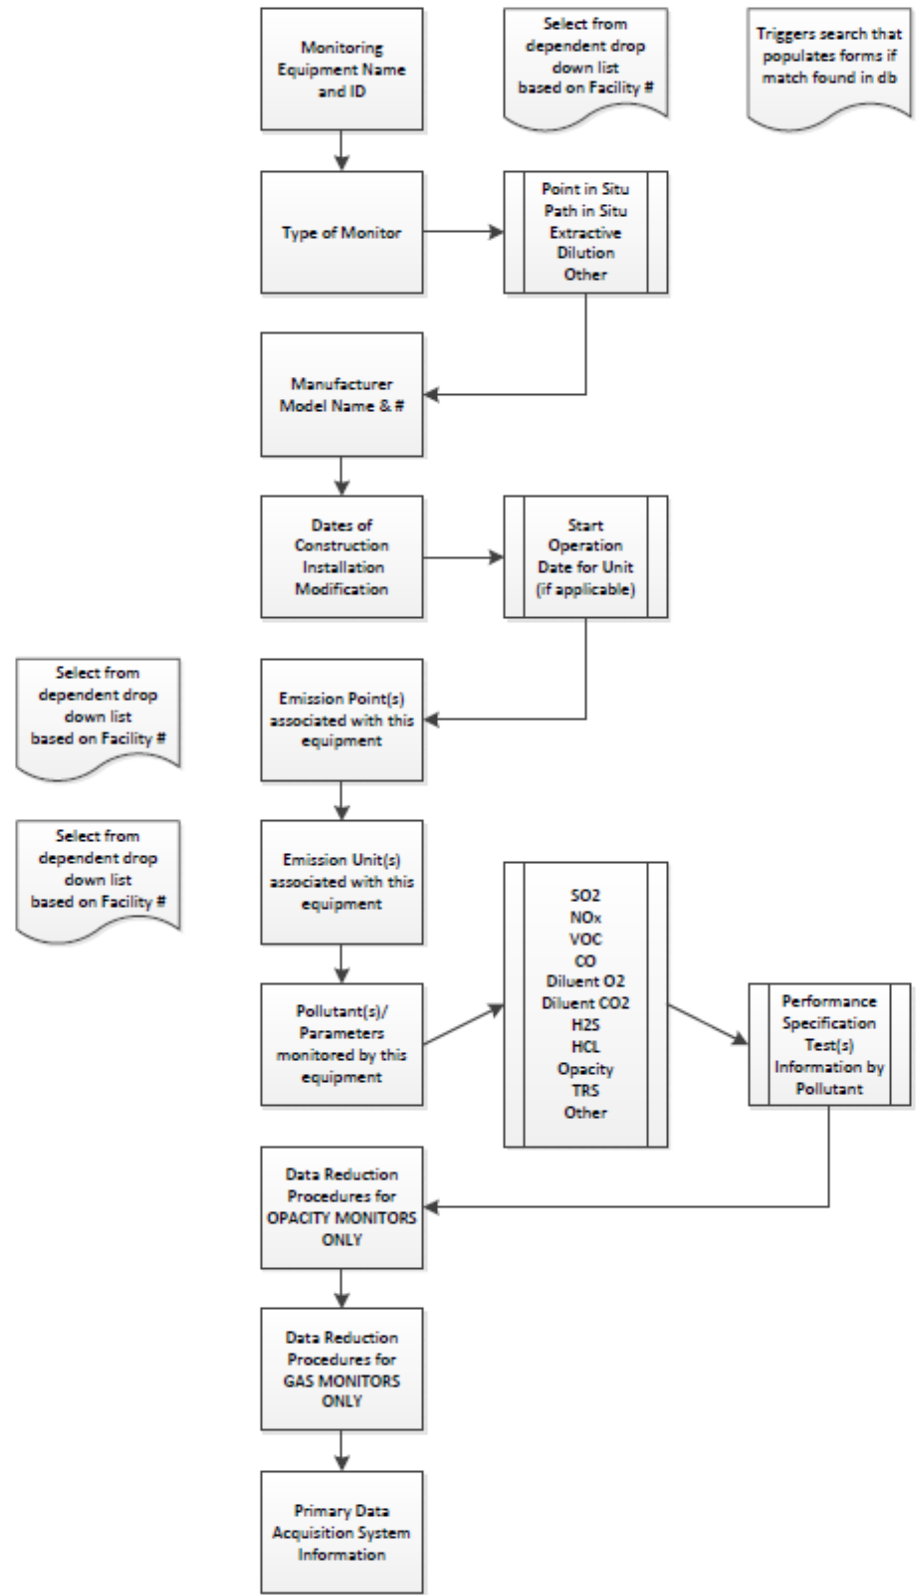 Monitoring
Equipment Name
and ID
Select from
dependent drop
down list
based on Facility #
Triggers search that
populates forms if
match found in db
Type of Monitor
Point in Situ
Path in Situ
Extractive
Dilution
Other
Manufacturer
Model Name & #
Dates of
Construction
Installation
Modification
Start
Operation
Date for Unit
(if applicable)
Select from
dependent drop
down list
based on Facility #
Emission Point(s)
associated with this
equipment
Select from
dependent drop
down list
based on Facility #
Emission Unit(s)
associated with this
equipment
Pollutant(s)/
Parameters
monitored by this
equipment
SO2
NOx
VOC
CO
Diluent O2
Diluent CO2
H2S
HCL
Opacity
TRS
Other
Performance
Specification
Test(s)
Information by
Pollutant
Data Reduction
Procedures for
OPACITY MONITORS
ONLY
Data Reduction
Procedures for
GAS MONITORS
ONLY
Primary Data
Acquisition System
Information